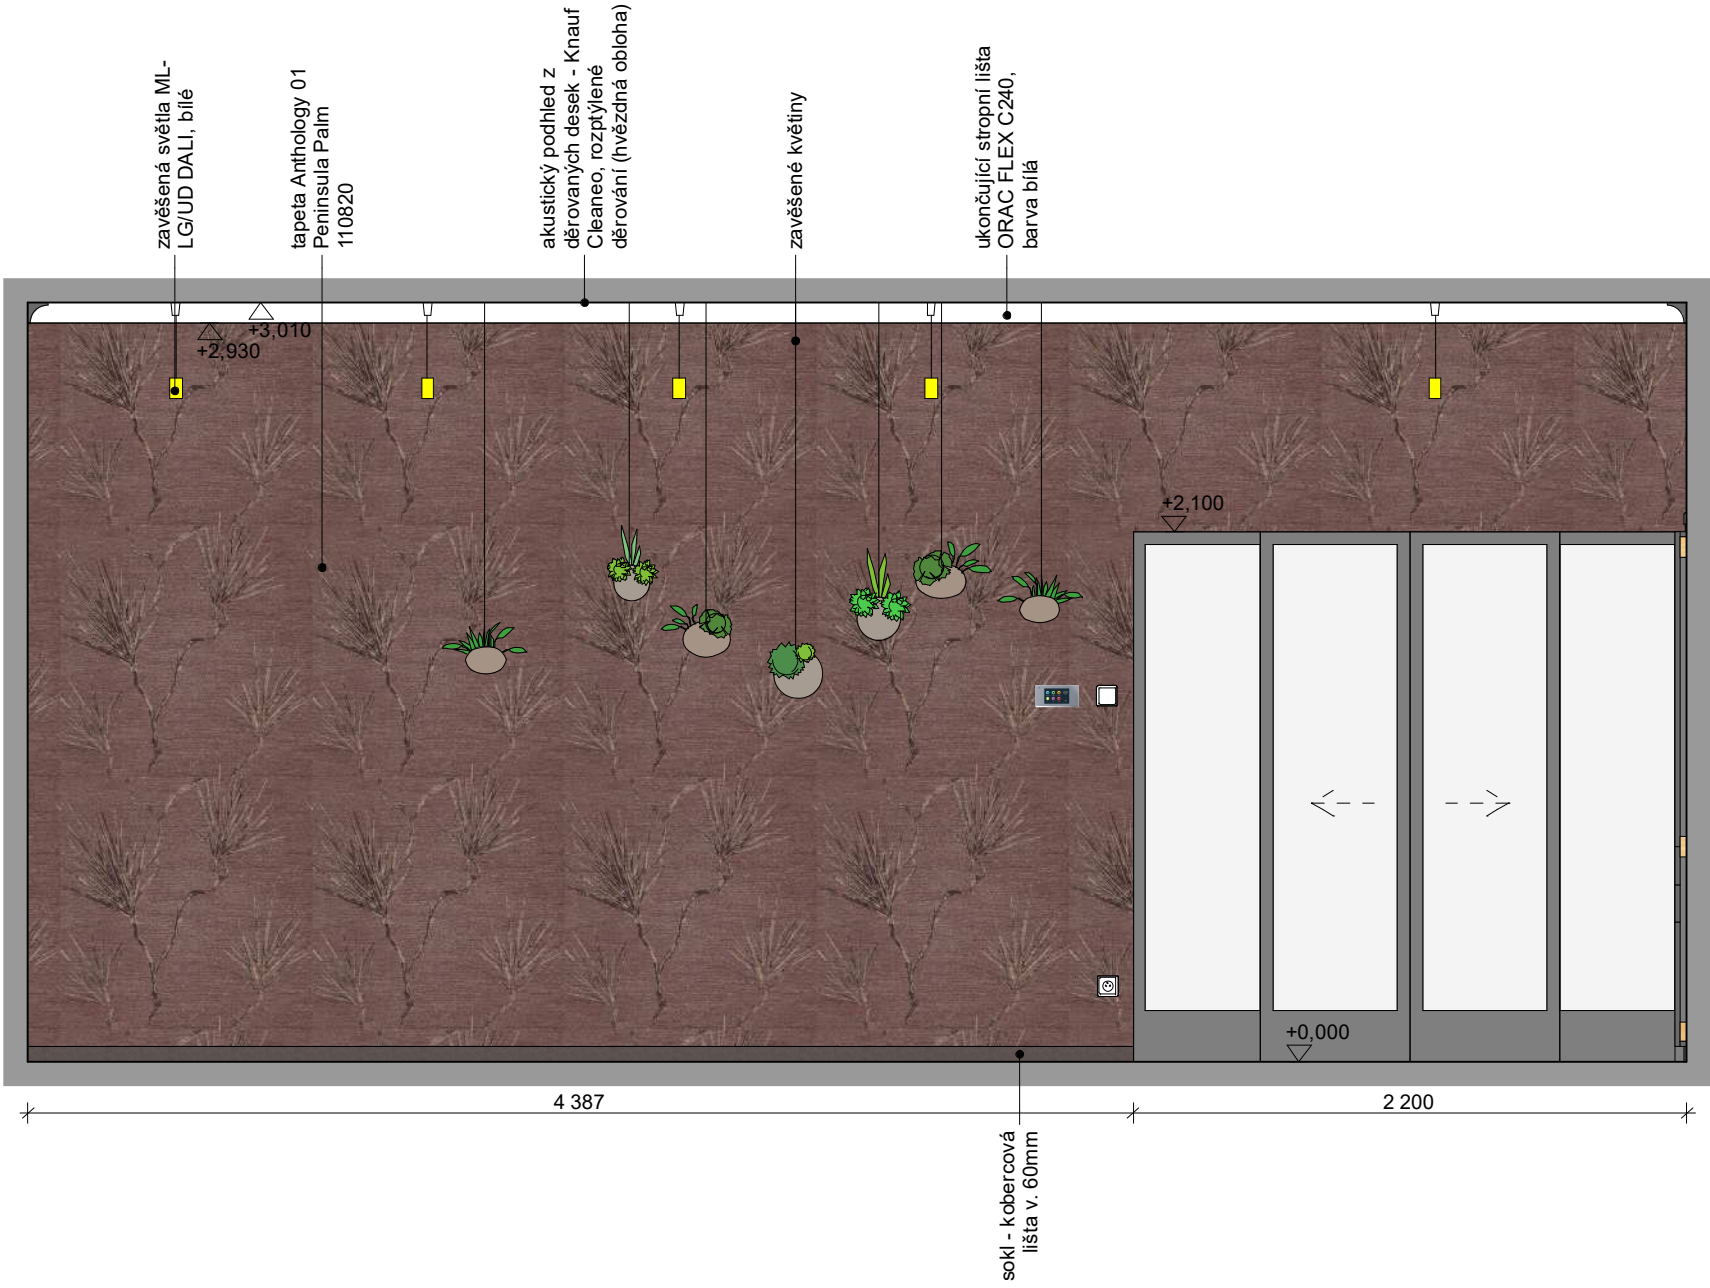 zavěšená světla ML-
LG/UD DALI, bílé
tapeta Anthology 01
Peninsula Palm
110820
akustický podhled z
děrovaných desek - Knauf
Cleaneo, rozptýlené
děrování (hvězdná obloha)
zavěšené květiny
ukončující stropní lišta
ORAC FLEX C240,
barva bílá
+3,010
+2,930
+2,100
+0,000
4 387
2 200
sokl - kobercová
lišta v. 60mm